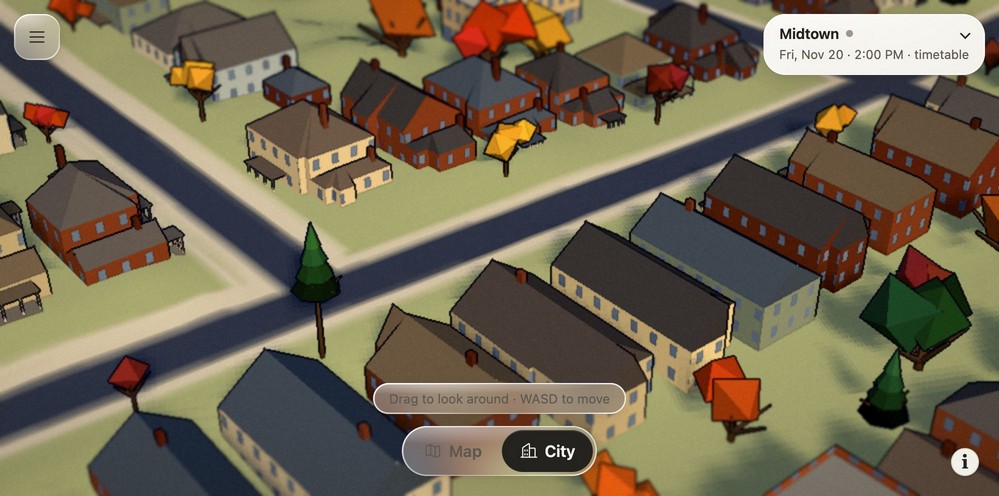 Midtown
Fri, Nov 20 · 2:00 PM · timetable
Drag to look around · WASD to move
Map
City
i